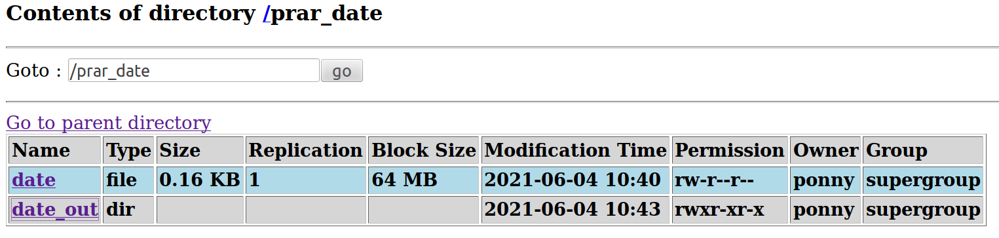 Contents of directory /prar_date
Goto : /prar_date go
Go to parent directory
Name Type Size Replication Block Size Modification Time Permission Owner Group
date file 0.16 KB 1 64 MB 2021-06-04 10:40 rw-r--r-- ponny supergroup
date_out dir 2021-06-04 10:43 rwxr-xr-x ponny supergroup